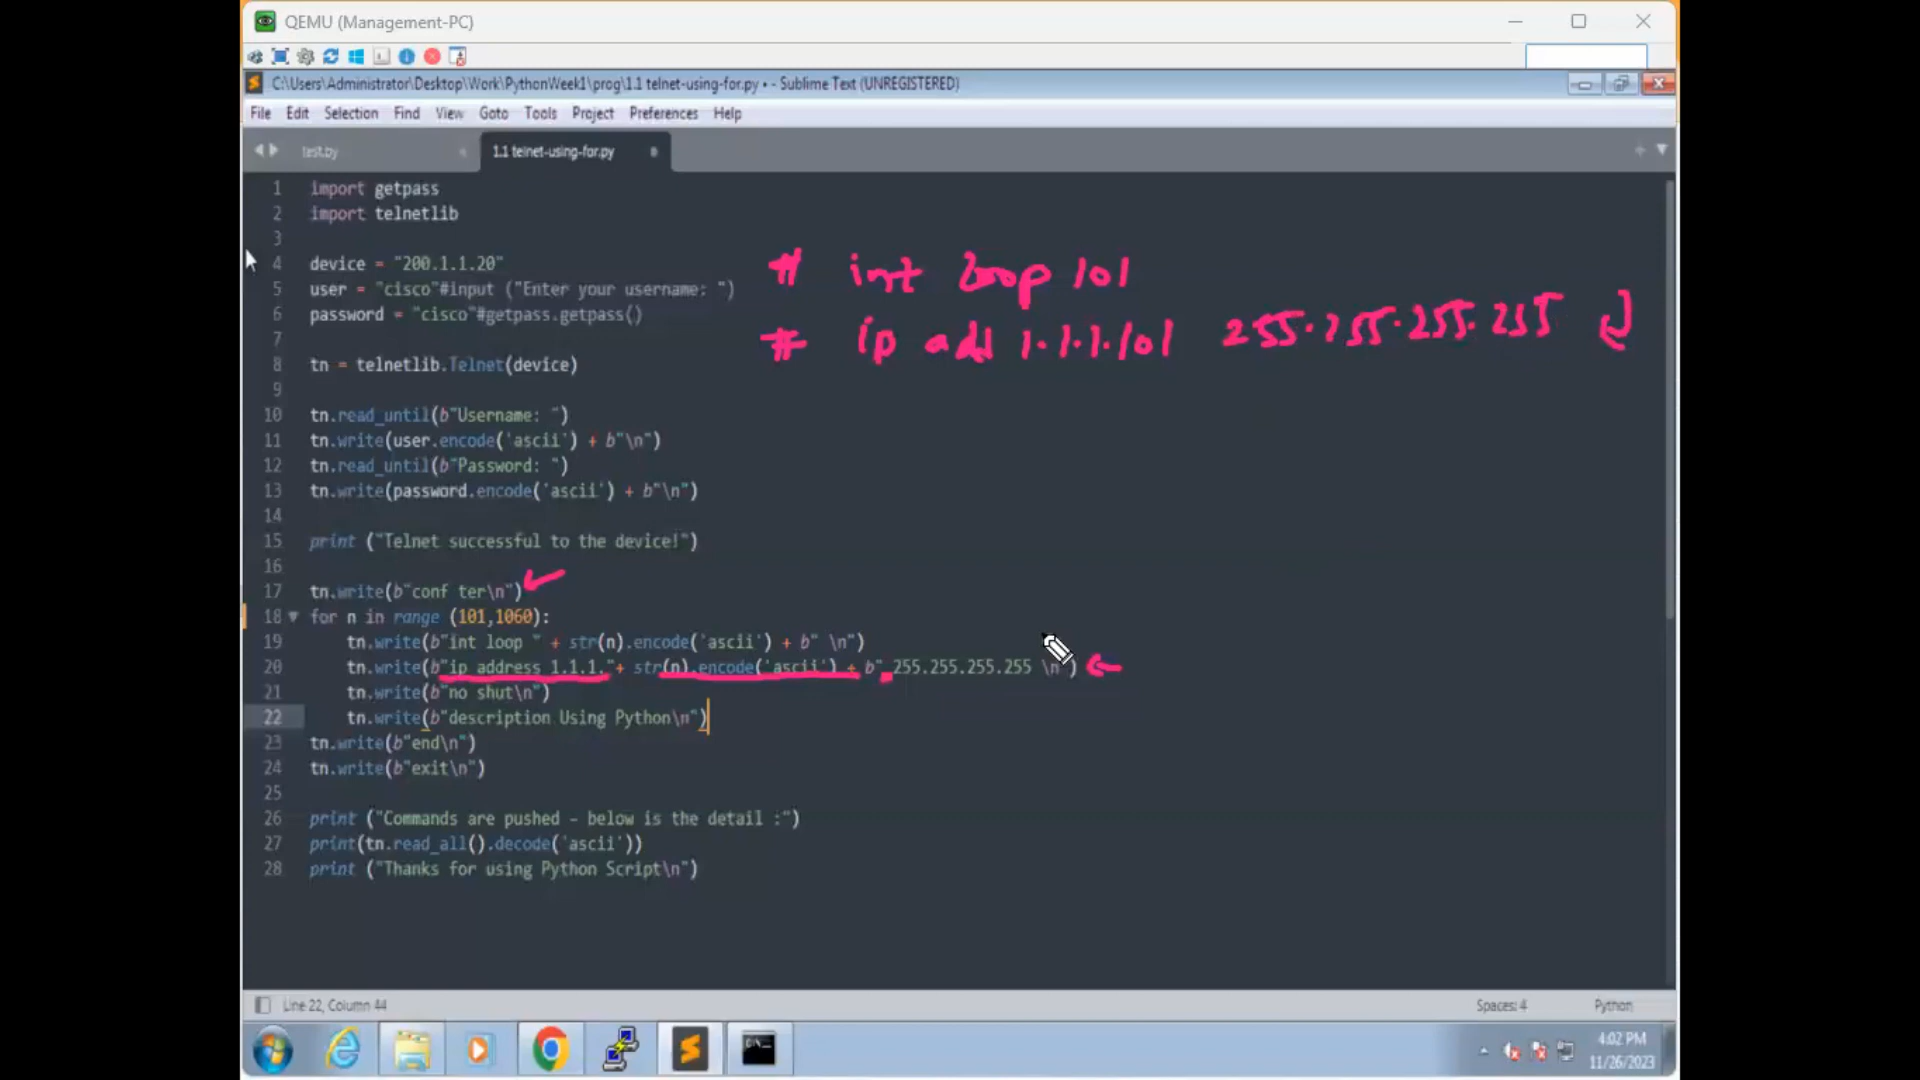 QEMU (Management-PC)
C:\Users\Administrator\Desktop\Work\PythonWeek1\prog\1.1 telnet-using-for.py • - Sublime Text (UNREGISTERED)
File Edit Selection Find View Goto Tools Project Preferences Help
test.py 1.1 telnet-using-for.py
1 import getpass
2 import telnetlib
3
4 device = "200.1.1.20"
# int loop 101
5 user = "cisco"#input ("Enter your username: ")
6 password = "cisco"#getpass.getpass()
# ip add 1.1.1.101 255.255.255.255
7
8 tn = telnetlib.Telnet(device)
9
10 tn.read_until(b"Username: ")
11 tn.write(user.encode('ascii') + b"\n")
12 tn.read_until(b"Password: ")
13 tn.write(password.encode('ascii') + b"\n")
14
15 print ("Telnet successful to the device!")
16
17 tn.write(b"conf ter\n")
18 for n in range (101,1060):
19 tn.write(b"int loop " + str(n).encode('ascii') + b" \n")
20 tn.write(b"ip address 1.1.1."+ str(n).encode('ascii') + b" 255.255.255.255 \n")
21 tn.write(b"no shut\n")
22 tn.write(b"description Using Python\n")
23 tn.write(b"end\n")
24 tn.write(b"exit\n")
25
26 print ("Commands are pushed - below is the detail :")
27 print(tn.read_all().decode('ascii'))
28 print ("Thanks for using Python Script\n")
Line 22, Column 44 Spaces: 4 Python
4:02 PM
11/26/2023